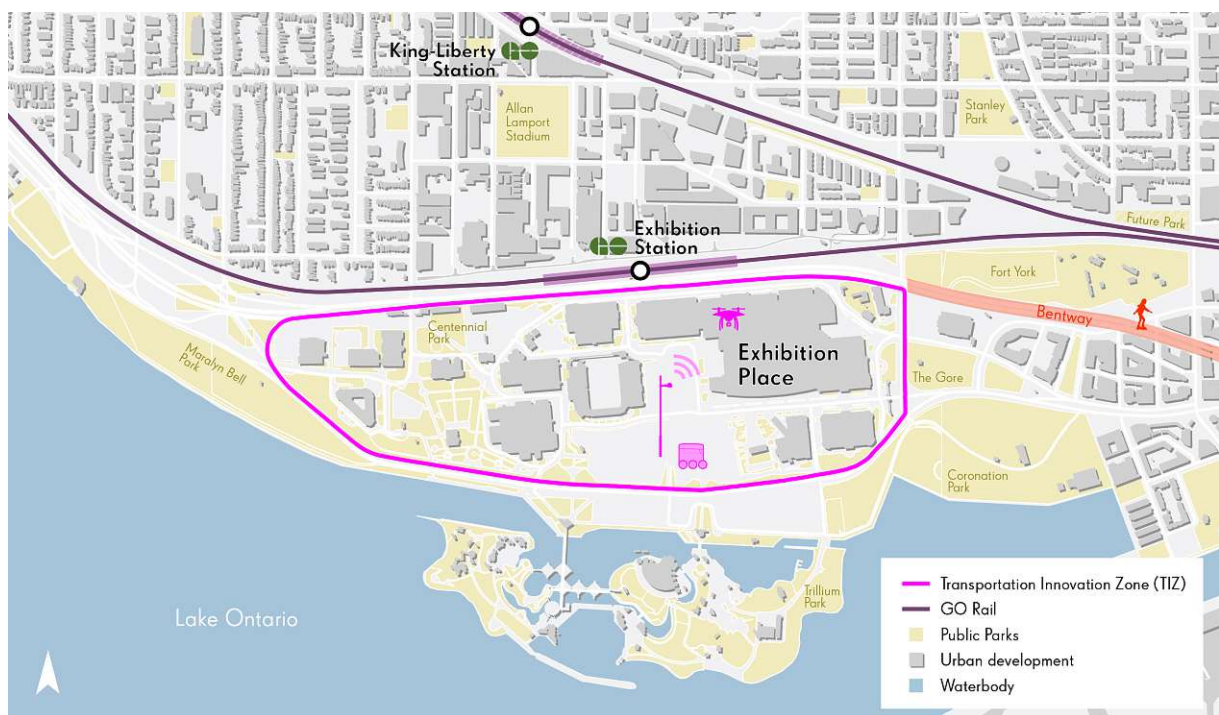 King-Liberty
Station
Allan
Lamport
Stadium
Stanley
Park
Future Park
Exhibition
Station
Fort York
Bentway
Centennial
Park
Maralyn Bell
Park
Exhibition
Place
The Gore
Coronation
Park
Trillium
Park
Lake Ontario
Transportation Innovation Zone (TIZ)
GO Rail
Public Parks
Urban development
Waterbody